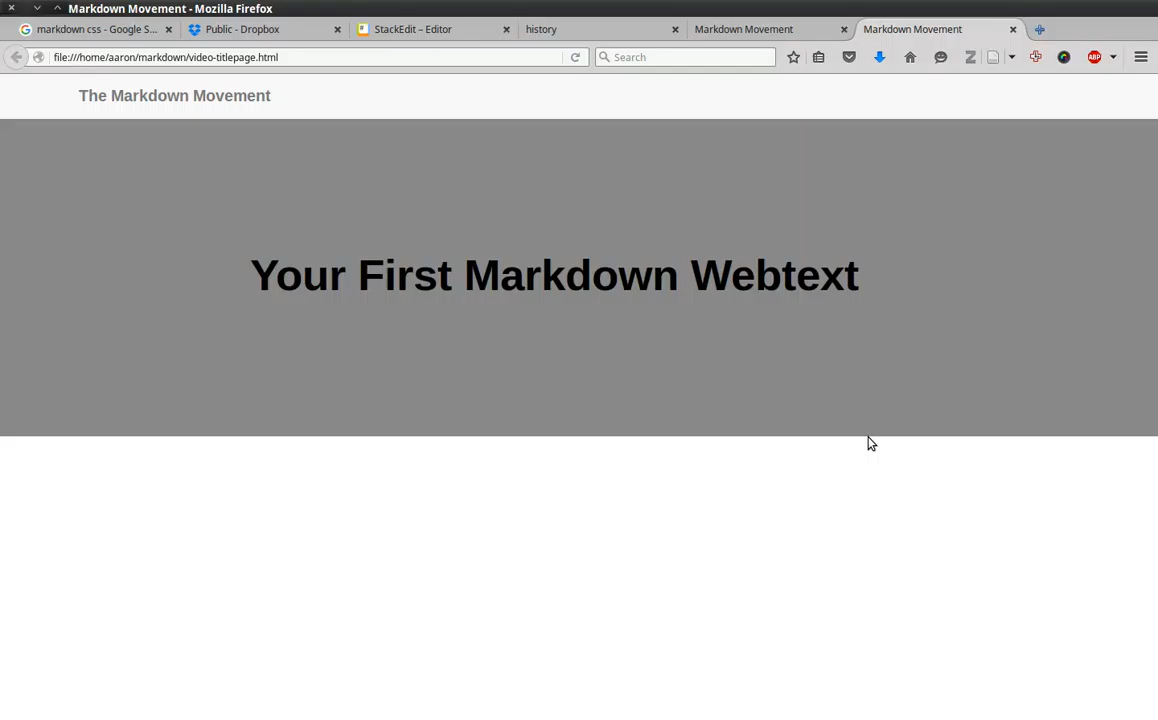 Markdown Movement - Mozilla Firefox
markdown css - Google S...
Public - Dropbox
StackEdit – Editor
history
Markdown Movement
Markdown Movement
file:///home/aaron/markdown/video-titlepage.html
Search
Z
ABP
The Markdown Movement
Your First Markdown Webtext